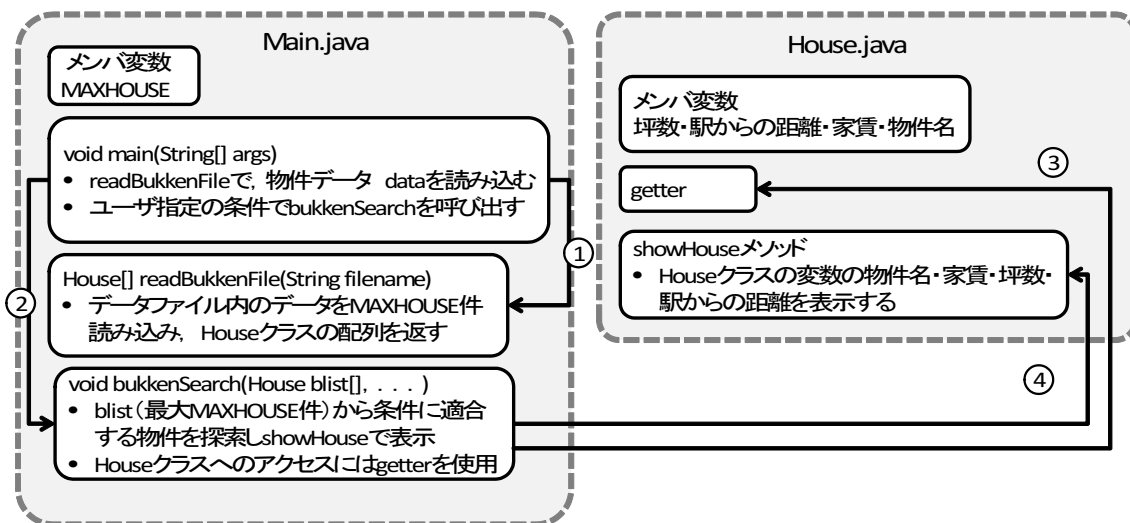 Main.java
メンバ変数
MAXHOUSE
void main(String[] args)
• readBukkenFileで，物件データ dataを読み込む
• ユーザ指定の条件でbukkenSearchを呼び出す
①
House[] readBukkenFile(String filename)
• データファイル内のデータをMAXHOUSE件
読み込み， Houseクラスの配列を返す
②
void bukkenSearch(House blist[], . . . )
• blist（最大MAXHOUSE件）から条件に適合
する物件を探索しshowHouseで表示
• Houseクラスへのアクセスにはgetterを使用
House.java
メンバ変数
坪数・駅からの距離・家賃・物件名
③
getter
showHouseメソッド
• Houseクラスの変数の物件名・家賃・坪数・
駅からの距離を表示する
④